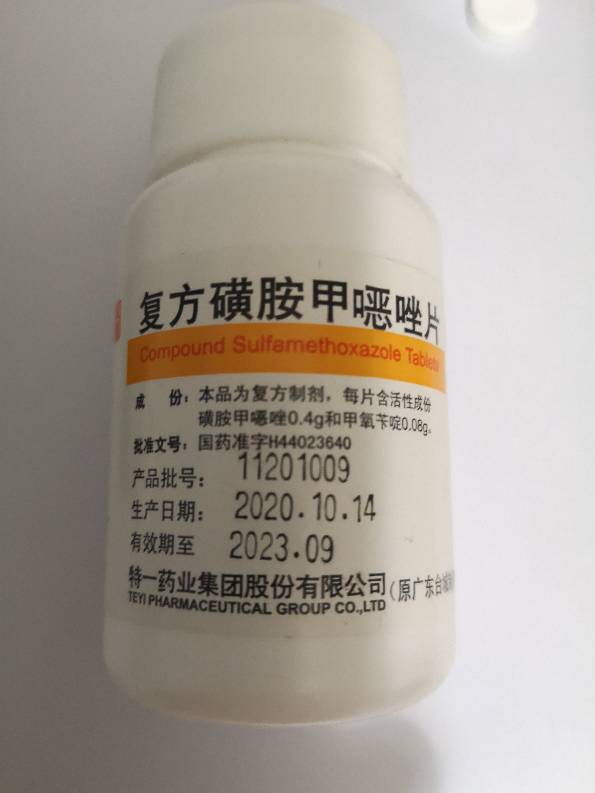 复方磺胺甲噁唑片
Compound Sulfamethoxazole Tablets
成 份：本品为复方制剂，每片含活性成份
磺胺甲噁唑0.4g和甲氧苄啶0.08g。
批准文号：国药准字H44023640
产品批号：11201009
生产日期：2020.10.14
有效期至 2023.09
特一药业集团股份有限公司（原广东台城
TEYI PHARMACEUTICAL GROUP CO.,LTD